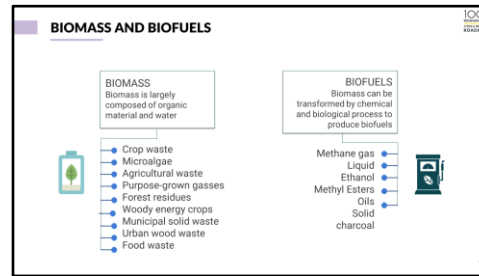 BIOMASS AND BIOFUELS
100%
BIOMASS
Biomass is largely
composed of organic
material and water
Crop waste
Microalgae
Agricultural waste
Purpose-grown gasses
Forest residues
Woody energy crops
Municipal solid waste
Urban wood waste
Food waste
BIOFUELS
Biomass can be
transformed by chemical
and biological process to
produce biofuels
Methane gas
Liquid
Ethanol
Methyl Esters
Oils
Solid
charcoal